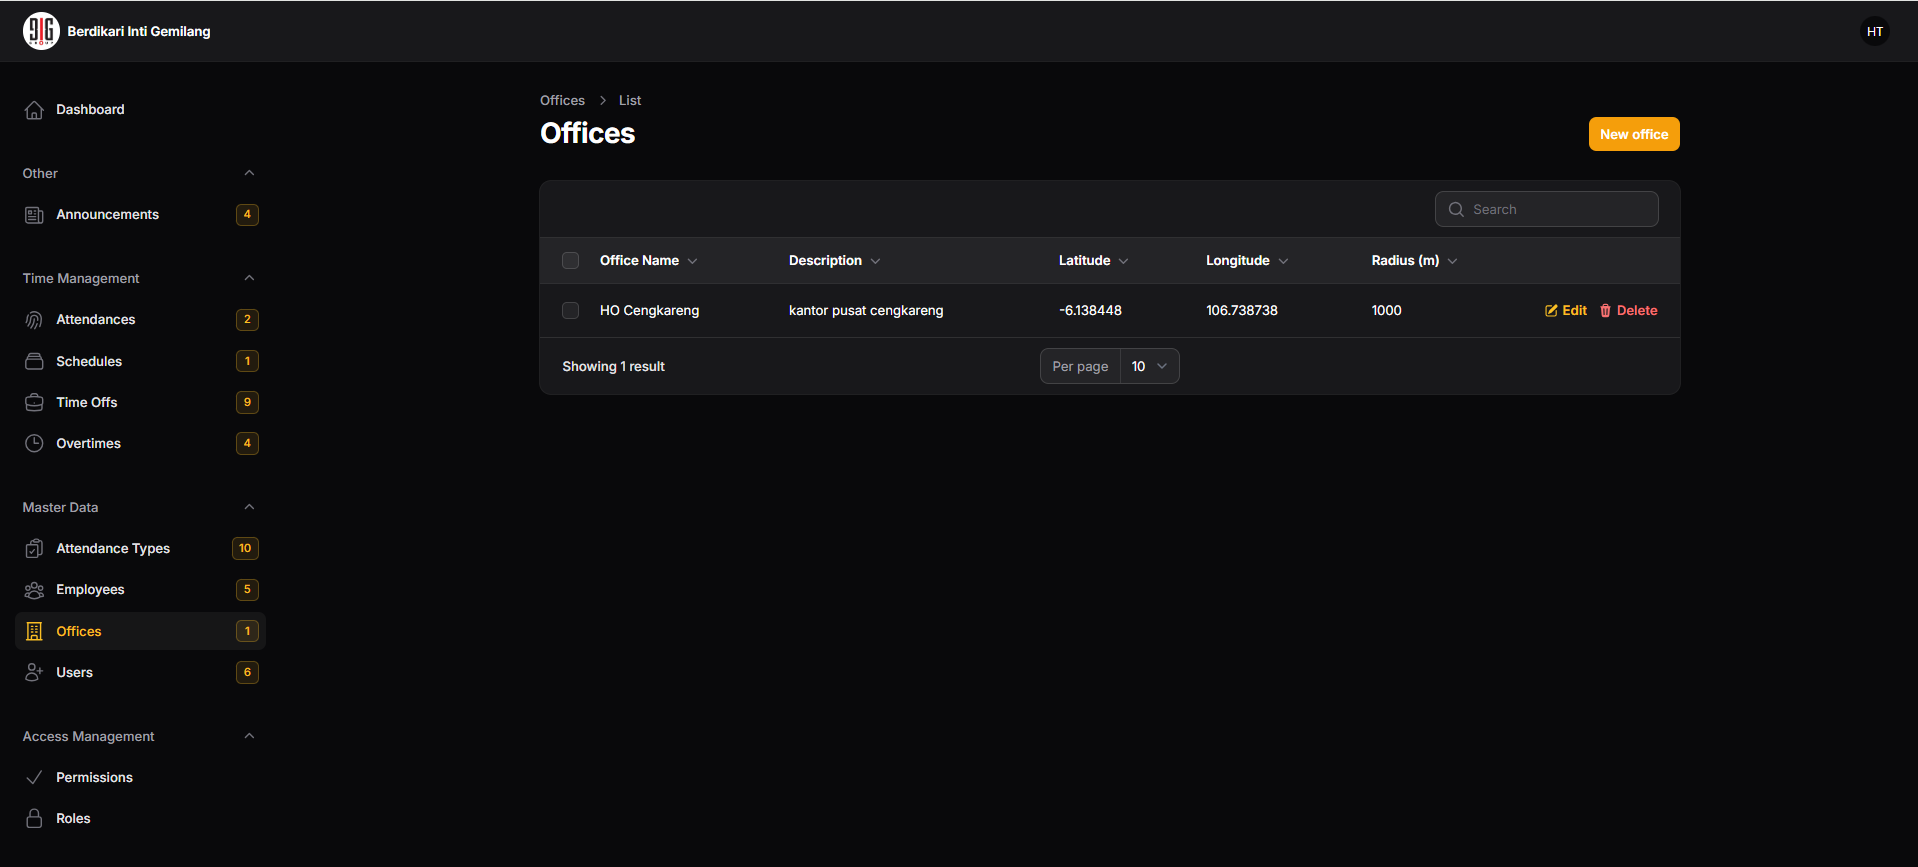 Berdikari Inti Gemilang
HT
Dashboard
Other
Announcements 4
Time Management
Attendances 2
Schedules 1
Time Offs 9
Overtimes 4
Master Data
Attendance Types 10
Employees 5
Offices 1
Users 6
Access Management
Permissions
Roles
Offices List
Offices
New office
Search
Office Name Description Latitude Longitude Radius (m)
HO Cengkareng kantor pusat cengkareng -6.138448 106.738738 1000 Edit Delete
Showing 1 result Per page 10